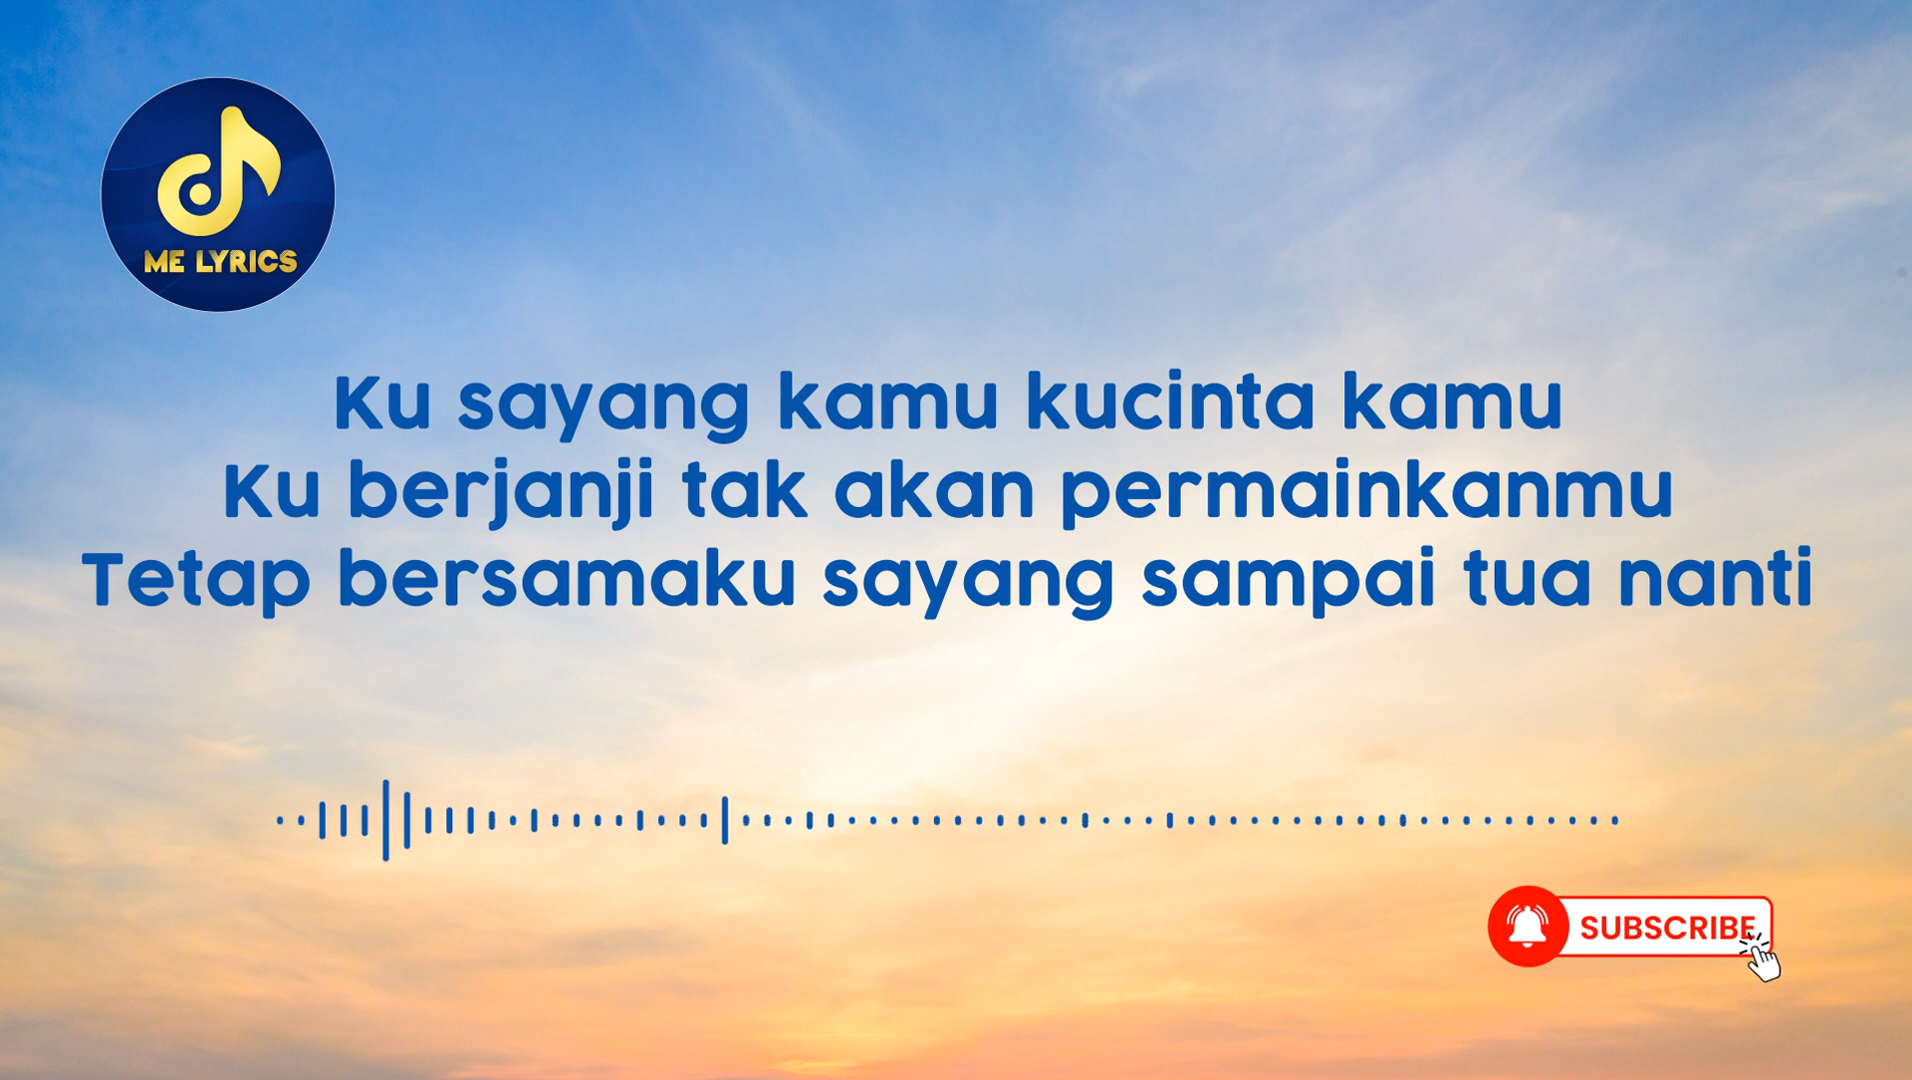 ME LYRICS
Ku sayang kamu kucinta kamu
Ku berjanji tak akan permainkanmu
Tetap bersamaku sayang sampai tua nanti
SUBSCRIBE